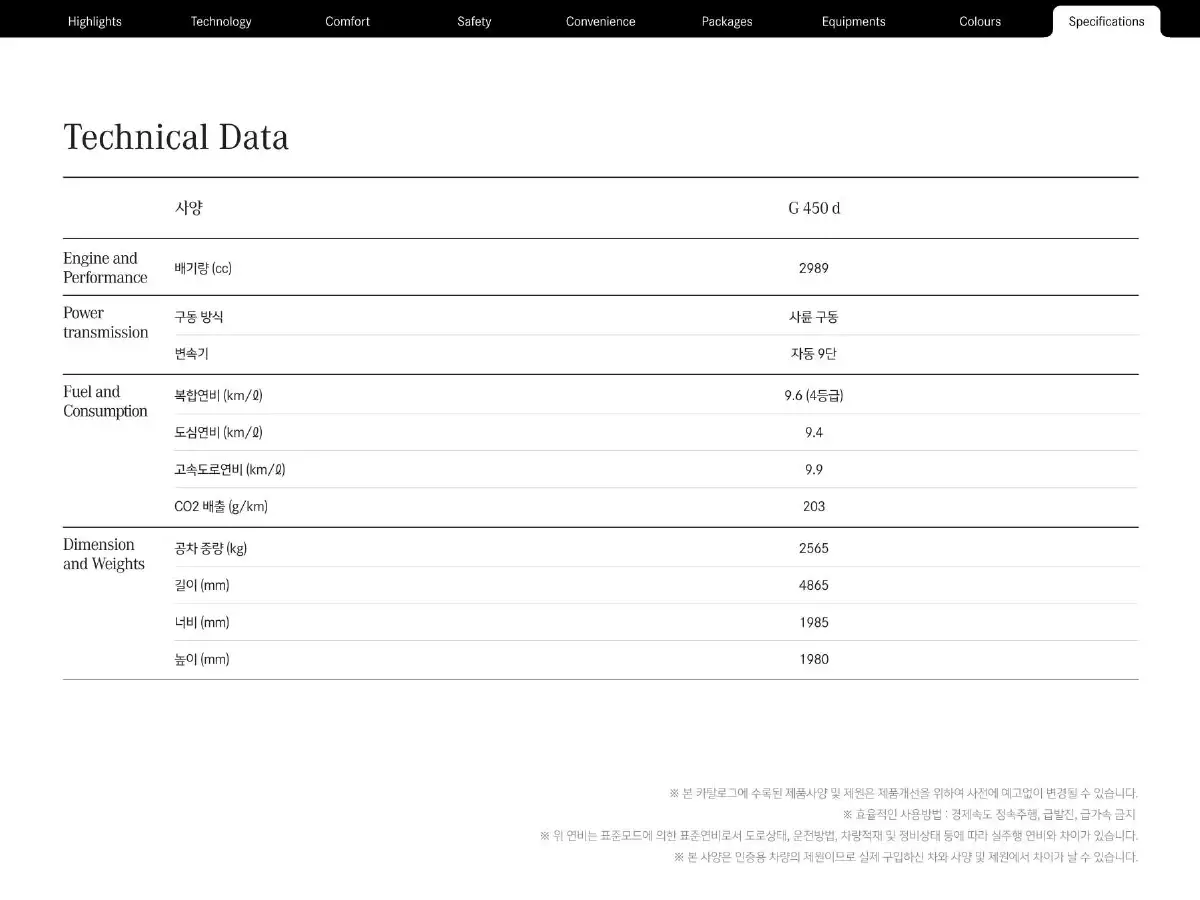 Highlights Technology Comfort Safety Convenience Packages Equipments Colours Specifications
Technical Data
사양 G 450 d
Engine and
Performance
배기량 (cc) 2989
Power
transmission
구동 방식 사륜 구동
변속기 자동 9단
Fuel and
Consumption
복합연비 (km/ℓ) 9.6 (4등급)
도심연비 (km/ℓ) 9.4
고속도로연비 (km/ℓ) 9.9
CO2 배출 (g/km) 203
Dimension
and Weights
공차 중량 (kg) 2565
길이 (mm) 4865
너비 (mm) 1985
높이 (mm) 1980
※ 본 카탈로그에 수록된 제품사양 및 제원은 제품개선을 위하여 사전에 예고없이 변경될 수 있습니다.
※ 효율적인 사용방법 : 경제속도 정속주행, 급발진, 급가속 금지
※ 위 연비는 표준모드에 의한 표준연비로서 도로상태, 운전방법, 차량적재 및 정비상태 등에 따라 실주행 연비와 차이가 있습니다.
※ 본 사양은 인증용 차량의 제원이므로 실제 구입하신 차와 사양 및 제원에서 차이가 날 수 있습니다.